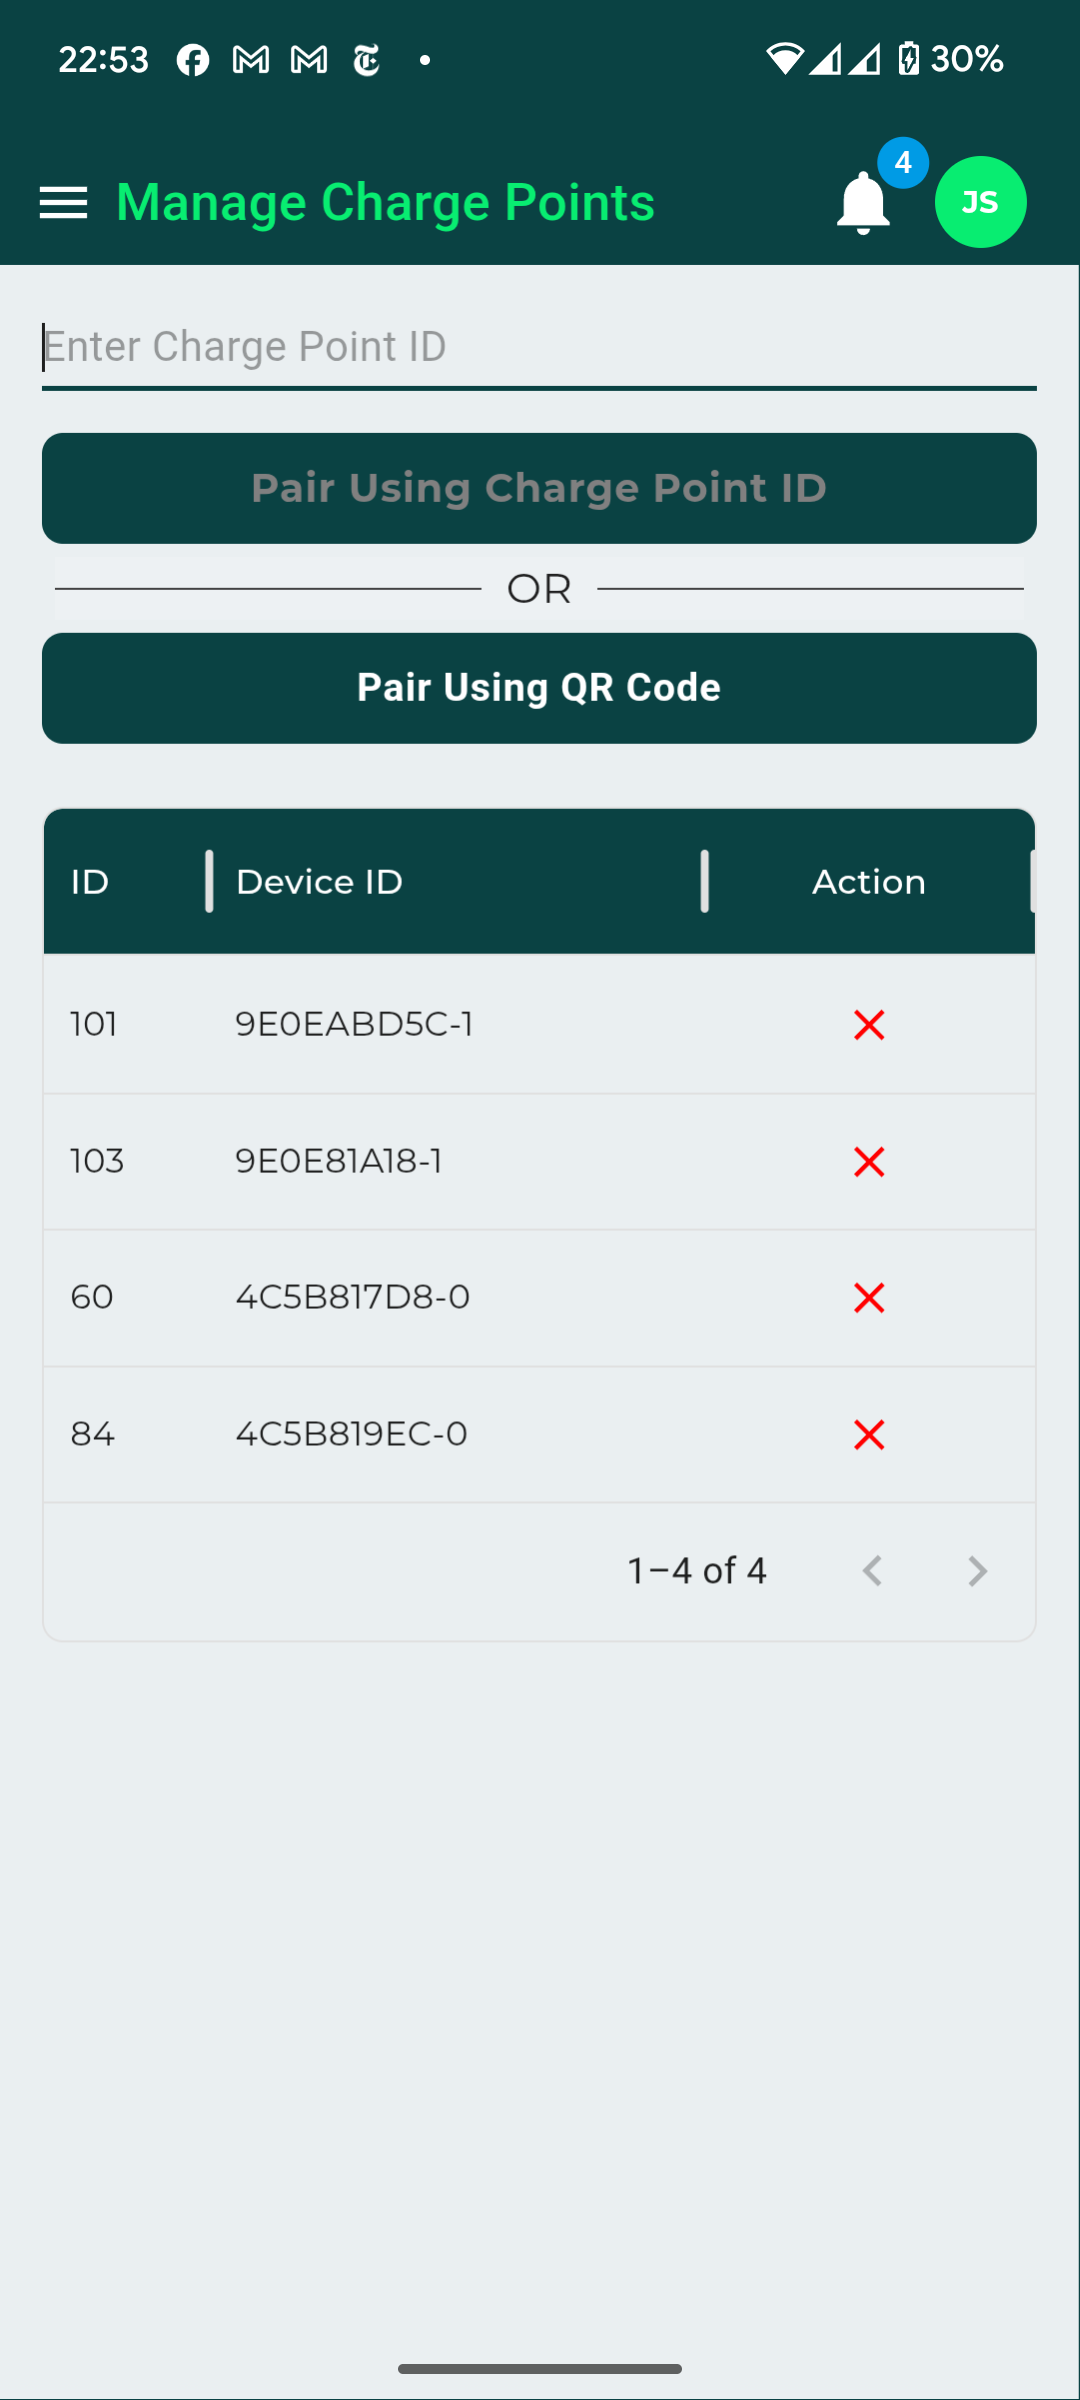 22:53 30%
Manage Charge Points 4 JS
Enter Charge Point ID
Pair Using Charge Point ID
OR
Pair Using QR Code
ID Device ID Action
101 9E0EABD5C-1
103 9E0E81A18-1
60 4C5B817D8-0
84 4C5B819EC-0
1–4 of 4